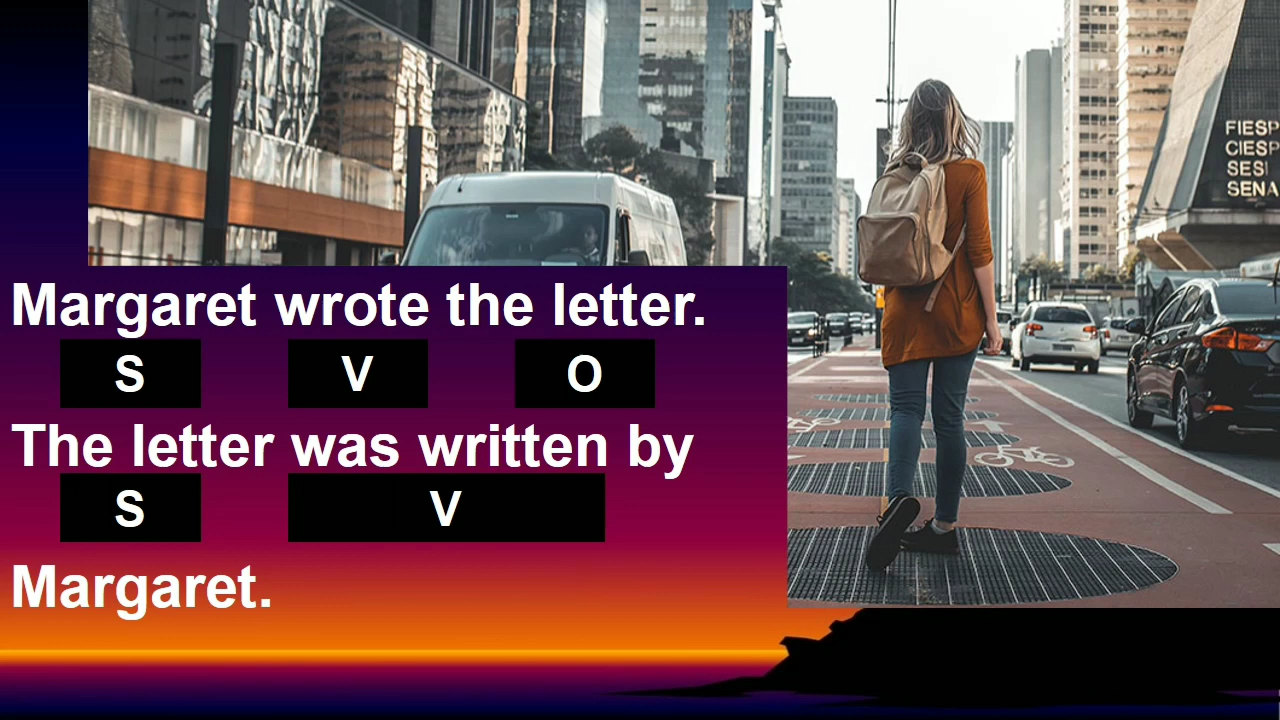 FIESP
CIESP
SESI
SENA
Margaret wrote the letter.
S V O
The letter was written by
S V
Margaret.